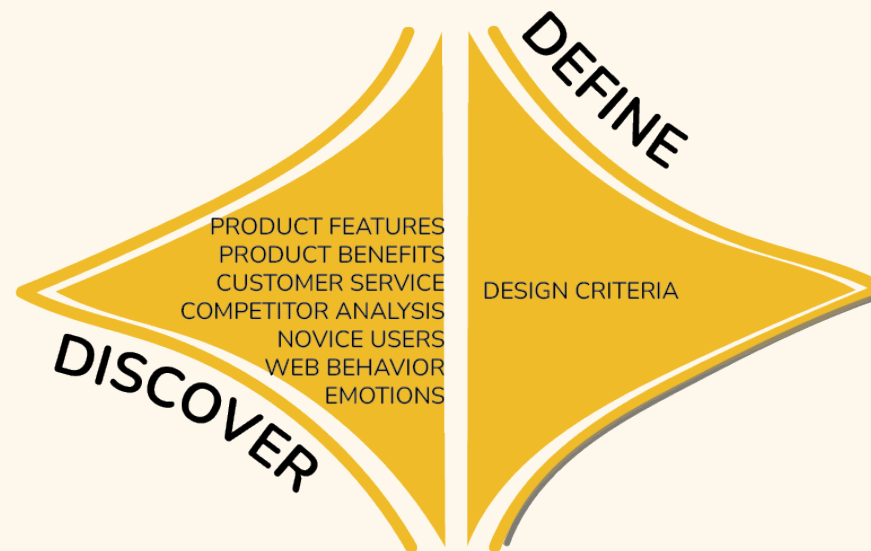 DEFINE
PRODUCT FEATURES
PRODUCT BENEFITS
CUSTOMER SERVICE
COMPETITOR ANALYSIS
NOVICE USERS
WEB BEHAVIOR
EMOTIONS
DESIGN CRITERIA
DISCOVER